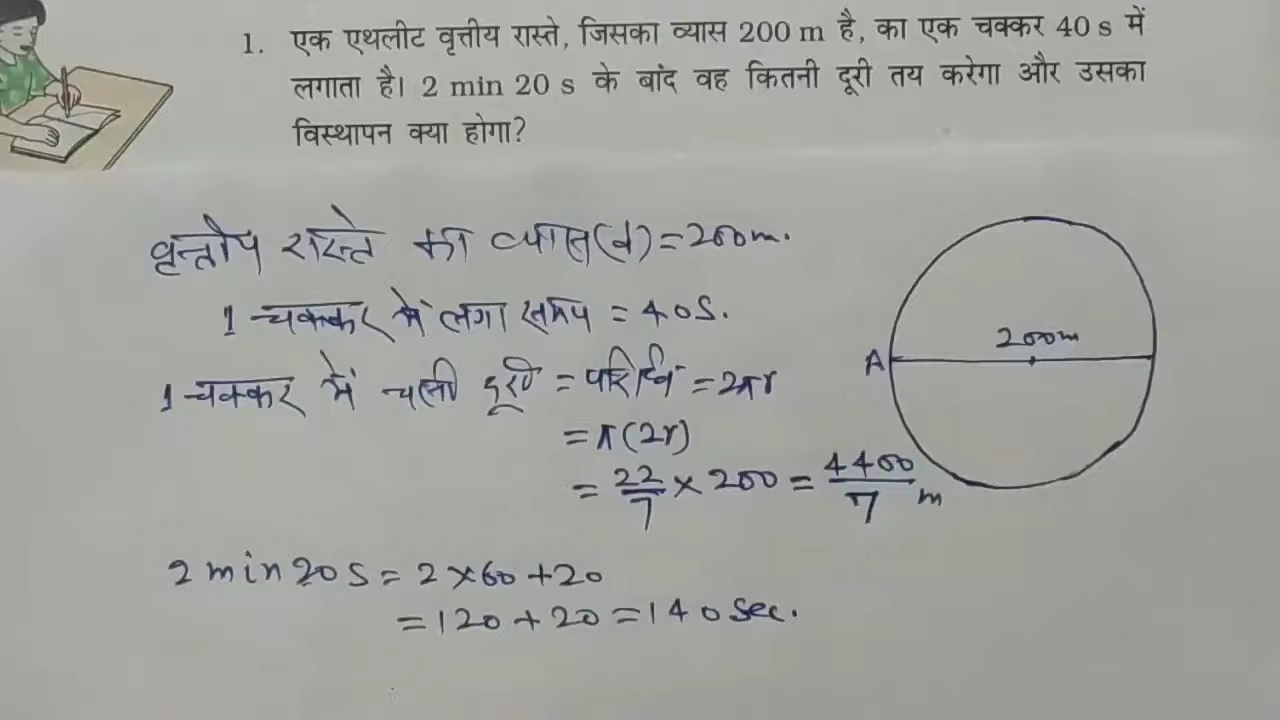 1. एक एथलीट वृत्तीय रास्ते, जिसका व्यास 200 m है, का एक चक्कर 40 s में
लगाता है। 2 min 20 s के बांद वह कितनी दूरी तय करेगा और उसका
विस्थापन क्या होगा?
वृत्तीय रास्ते का व्यास(d)=200m.
1 चक्कर में लगा समय = 40s.
1 चक्कर में चली दूरी = परिधि = 2πr
= π(2r)
= 22/7 × 200 = 4400/7 m
A
200m
2 min 20 s = 2×60+20
= 120+20 = 140 sec.